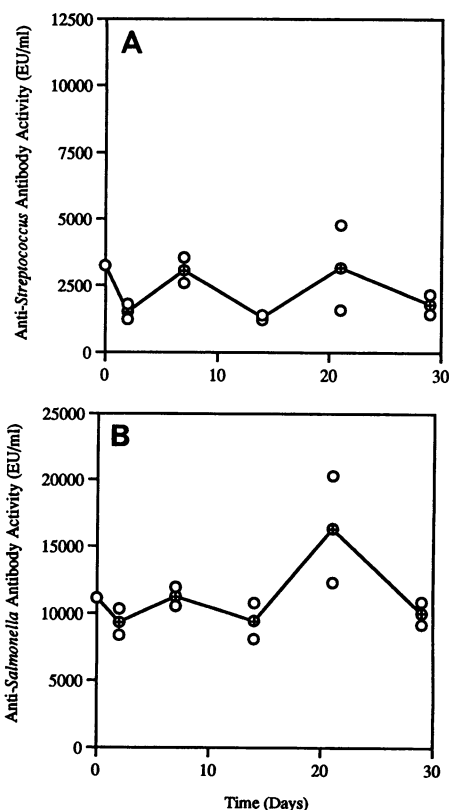 A
Anti-Streptococcus Antibody Activity (EU/ml)
12500
10000
7500
5000
2500
0
0 10 20 30
B
Anti-Salmonella Antibody Activity (EU/ml)
25000
20000
15000
10000
5000
0
0 10 20 30
Time (Days)